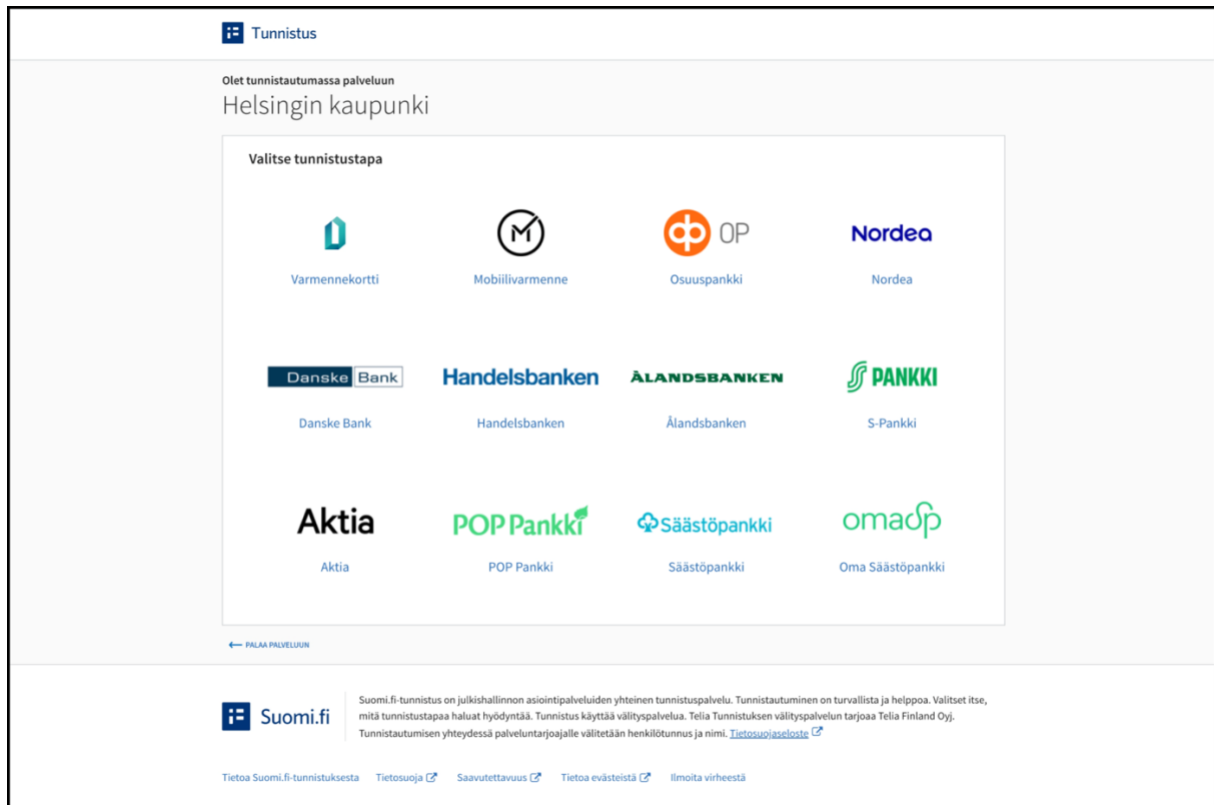 Tunnistus
Olet tunnistautumassa palveluun
Helsingin kaupunki
Valitse tunnistustapa
M
OP
Nordea
Varmennekortti
Mobiilivarmenne
Osuuspankki
Nordea
Danske Bank
Handelsbanken
ÅLANDSBANKEN
PANKKI
Danske Bank
Handelsbanken
Ålandsbanken
S-Pankki
Aktia
POP Pankki
Säästöpankki
omasp
Aktia
POP Pankki
Säästöpankki
Oma Säästöpankki
← PALAA PALVELUUN
Suomi.fi
Suomi.fi-tunnistus on julkishallinnon asiointipalveluiden yhteinen tunnistuspalvelu. Tunnistautuminen on turvallista ja helppoa. Valitset itse,
mitä tunnistustapaa haluat hyödyntää. Tunnistus käyttää välityspalvelua. Telia Tunnistuksen välityspalvelun tarjoaa Telia Finland Oyj.
Tunnistautumisen yhteydessä palveluntarjoajalle välitetään henkilötunnus ja nimi. Tietosuojaseloste
Tietoa Suomi.fi-tunnistuksesta Tietosuoja Saavutettavuus Tietoa evästeistä Ilmoita virheestä